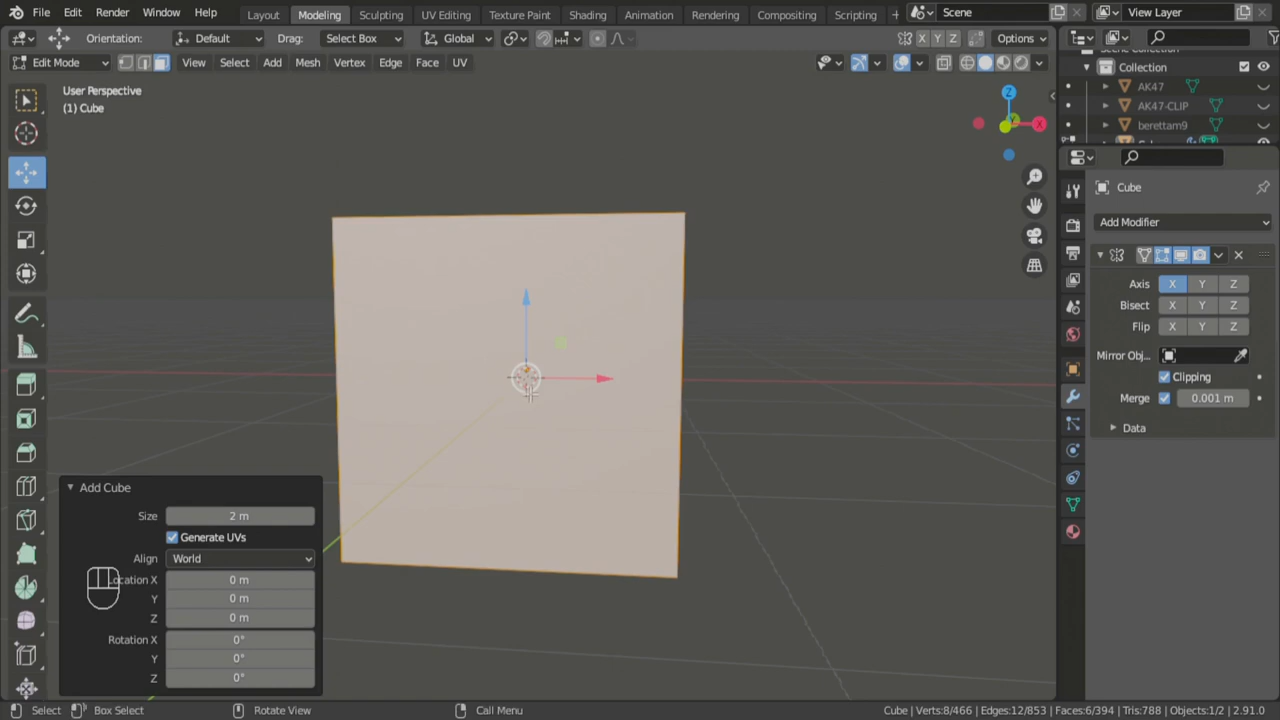 File Edit Render Window Help Layout Modeling Sculpting UV Editing Texture Paint Shading Animation Rendering Compositing Scripting + Scene View Layer
Orientation: Default Drag: Select Box Global X Y Z Options
Edit Mode View Select Add Mesh Vertex Edge Face UV
User Perspective
(1) Cube
Z
X
Y
Collection
AK47
AK47-CLIP
berettam9
Cube
Add Modifier
Axis X Y Z
Bisect X Y Z
Flip X Y Z
Mirror Obj...
Clipping
Merge 0.001 m
Data
Add Cube
Size 2 m
Generate UVs
Align World
ocation X 0 m
Y 0 m
Z 0 m
Rotation X 0°
Y 0°
Z 0°
Select Box Select Rotate View Call Menu Cube | Verts:8/466 | Edges:12/853 | Faces:6/394 | Tris:788 | Objects:1/2 | 2.91.0